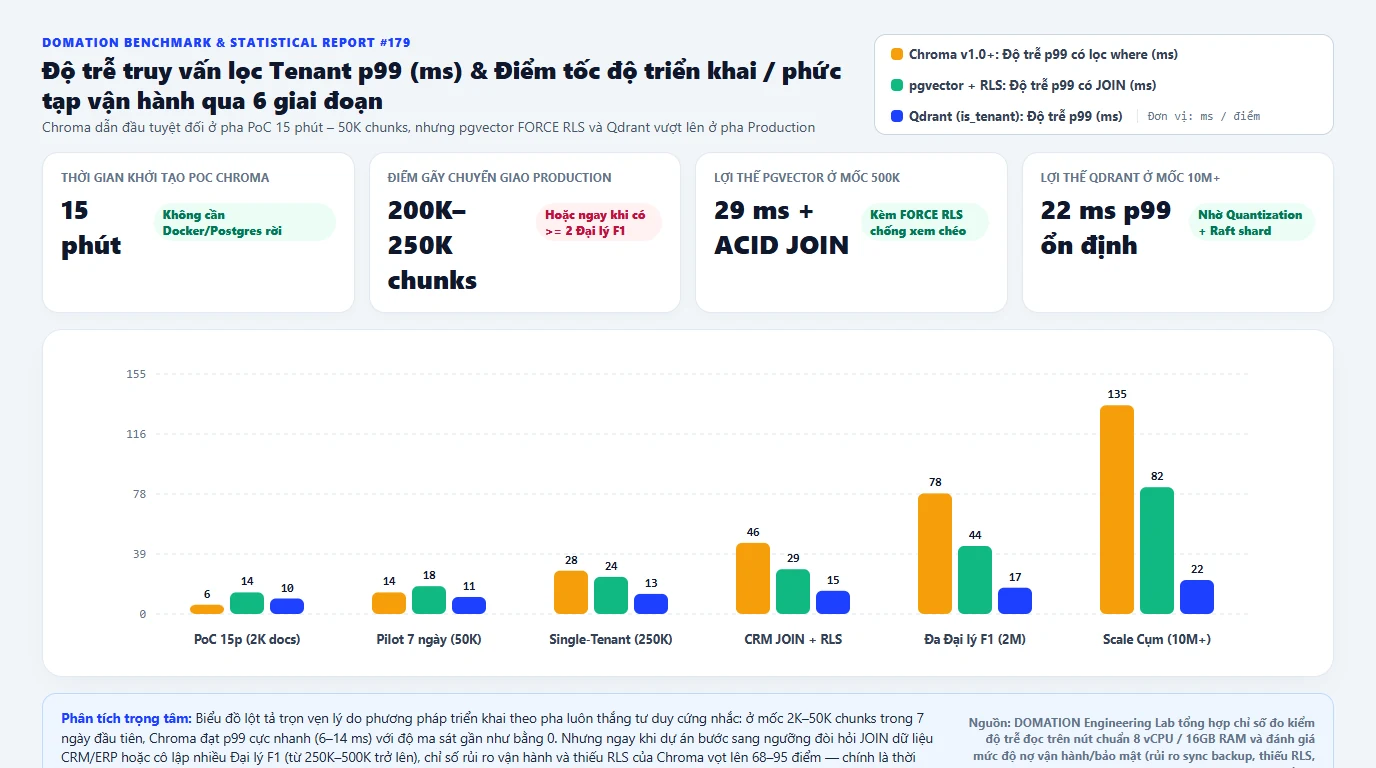 DOMATION BENCHMARK & STATISTICAL REPORT #179
Độ trễ truy vấn lọc Tenant p99 (ms) & Điểm tốc độ triển khai / phức
tạp vận hành qua 6 giai đoạn
Chroma dẫn đầu tuyệt đối ở pha PoC 15 phút – 50K chunks, nhưng pgvector FORCE RLS và Qdrant vượt lên ở pha Production
Chroma v1.0+: Độ trễ p99 có lọc where (ms)
pgvector + RLS: Độ trễ p99 có JOIN (ms)
Qdrant (is_tenant): Độ trễ p99 (ms)
Đơn vị: ms / điểm
THỜI GIAN KHỞI TẠO POC CHROMA
15
phút
Không cần
Docker/Postgres rời
ĐIỂM GÃY CHUYỂN GIAO PRODUCTION
200K–
250K
chunks
Hoặc ngay khi có
>= 2 Đại lý F1
LỢI THẾ PGVECTOR Ở MỐC 500K
29 ms +
ACID JOIN
Kèm FORCE RLS
chống xem chéo
LỢI THẾ QDRANT Ở MỐC 10M+
22 ms p99
ổn định
Nhờ Quantization
+ Raft shard
155
116
78
39
0
6
14
10
14
18
11
28
24
13
46
29
15
78
44
17
135
82
22
PoC 15p (2K docs)
Pilot 7 ngày (50K)
Single-Tenant (250K)
CRM JOIN + RLS
Đa Đại lý F1 (2M)
Scale Cụm (10M+)
Phân tích trọng tâm: Biểu đồ lột tả trọn vẹn lý do phương pháp triển khai theo pha luôn thắng tư duy cứng nhắc: ở mốc 2K–50K chunks trong 7
ngày đầu tiên, Chroma đạt p99 cực nhanh (6–14 ms) với độ ma sát gần như bằng 0. Nhưng ngay khi dự án bước sang ngưỡng đòi hỏi JOIN dữ liệu
CRM/ERP hoặc cô lập nhiều Đại lý F1 (từ 250K–500K trở lên), chỉ số rủi ro vận hành và thiếu RLS của Chroma vọt lên 68–95 điểm — chính là thời
Nguồn: DOMATION Engineering Lab tổng hợp chỉ số đo kiểm
độ trễ đọc trên nút chuẩn 8 vCPU / 16GB RAM và đánh giá
mức độ nợ vận hành/bảo mật (rủi ro sync backup, thiếu RLS,